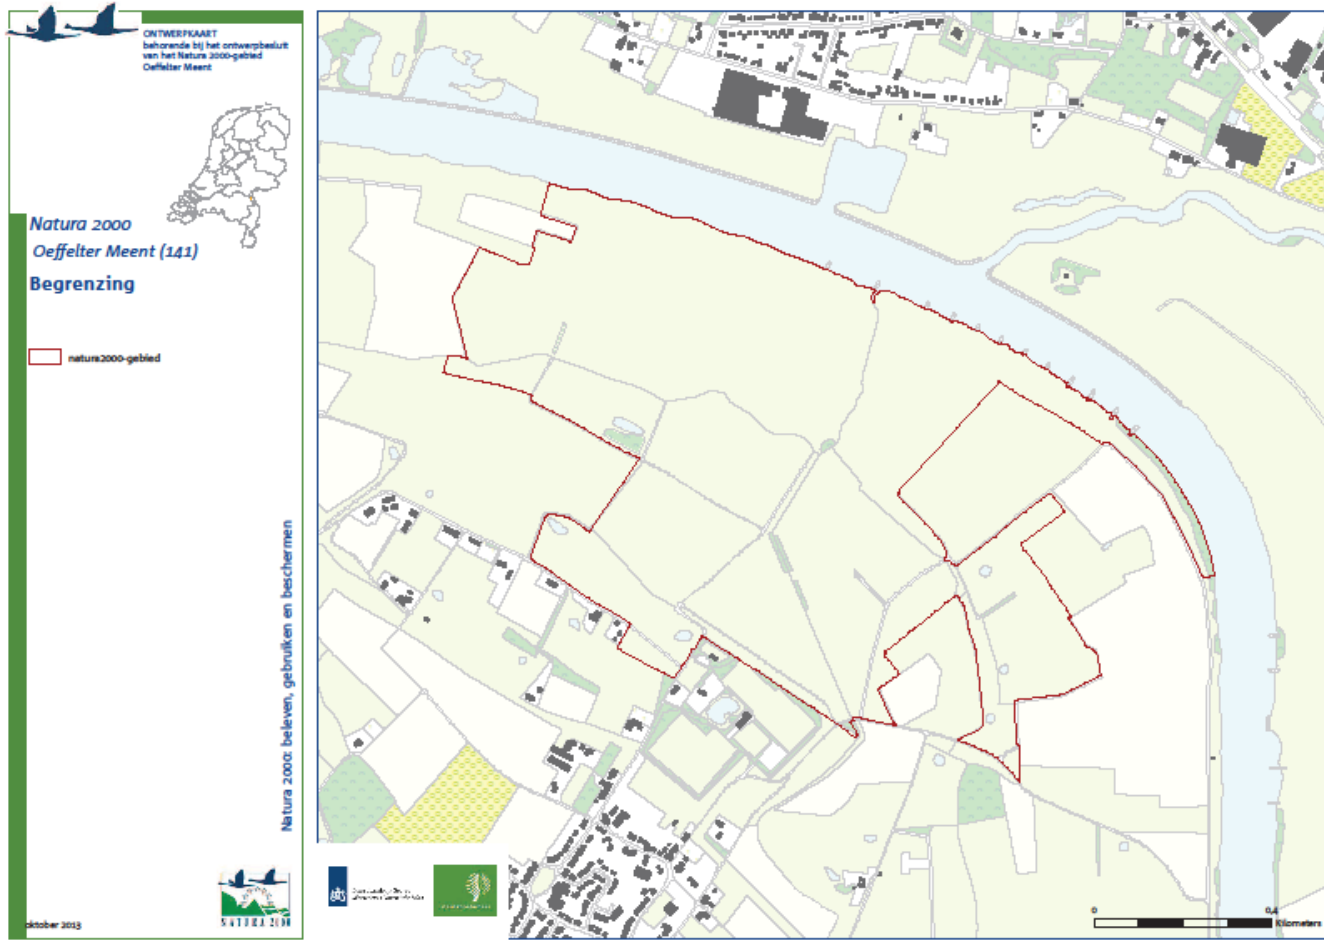 ONTWERPKAART
behorende bij het ontwerpbesluit
van het Natura 2000-gebied
Oeffelter Meent
Natura 2000
Oeffelter Meent (141)
Begrenzing
natura2000-gebied
Natura 2000: beleven, gebruiken en beschermen
NATURA 2000
oktober 2013
0 0,4
Kilometers